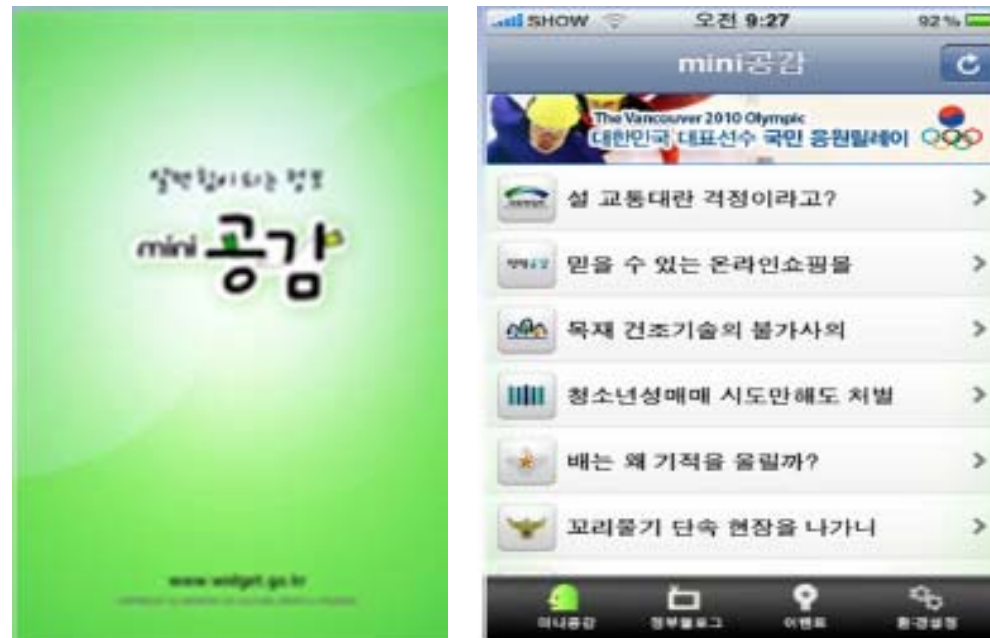 살면 힘이 되는 정보
mini 공감
www.widget.go.kr
SHOW 오전 9:27 92%
mini공감
The Vancouver 2010 Olympic
대한민국 대표선수 국민 응원릴레이
설 교통대란 걱정이라고?
믿을 수 있는 온라인쇼핑몰
목재 건조기술의 불가사의
청소년성매매 시도만해도 처벌
배는 왜 기적을 울릴까?
꼬리물기 단속 현장을 나가니
미니공감 정부블로그 이벤트 환경설정